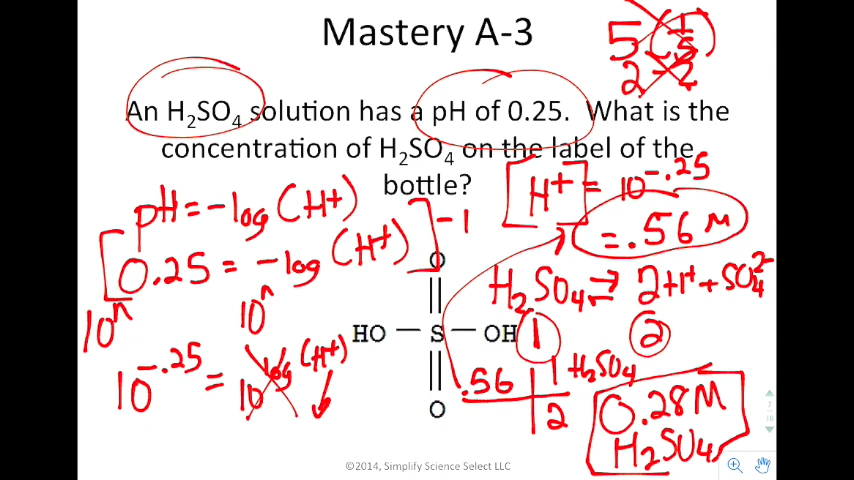 Mastery A-3
5 (1/5)
2 - 2
An H₂SO₄ solution has a pH of 0.25. What is the
concentration of H₂SO₄ on the label of the
bottle?
[H+] = 10^-.25
= .56 M
pH = -log (H+)
[0.25 = -log (H+)]-1
10^n 10^n
10^-.25 = 10^log (H+)
H₂SO₄ ⇌ 2H+ + SO₄^2-
1 2
O
HO — S — OH
O
.56 | 1 H₂SO₄
2
0.28M
H₂SO₄
©2014, Simplify Science Select LLC